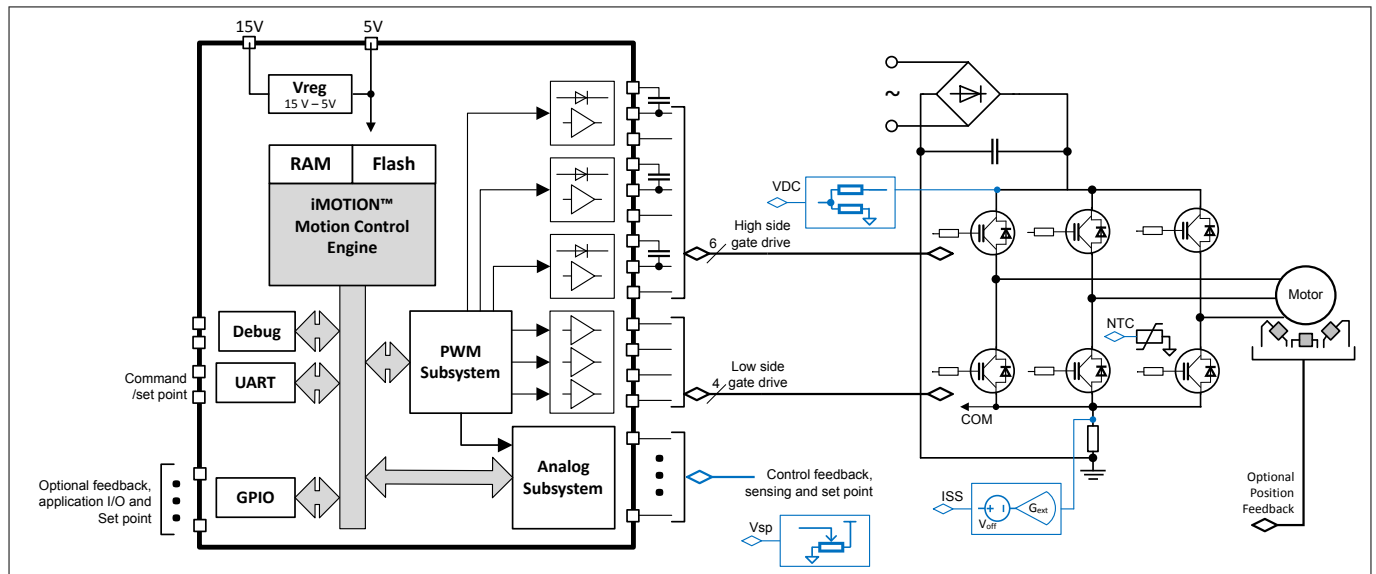 15V
5V
Vreg
15 V – 5V
RAM
Flash
iMOTION™
Motion Control
Engine
Debug
UART
GPIO
PWM
Subsystem
Analog
Subsystem
Command
/set point
Optional feedback,
application I/O and
Set point
High side
gate drive
6
Low side
gate drive
4
Control feedback,
sensing and set point
Vsp
VDC
~
COM
NTC
Motor
ISS
+
Voff
Gext
Optional
Position
Feedback